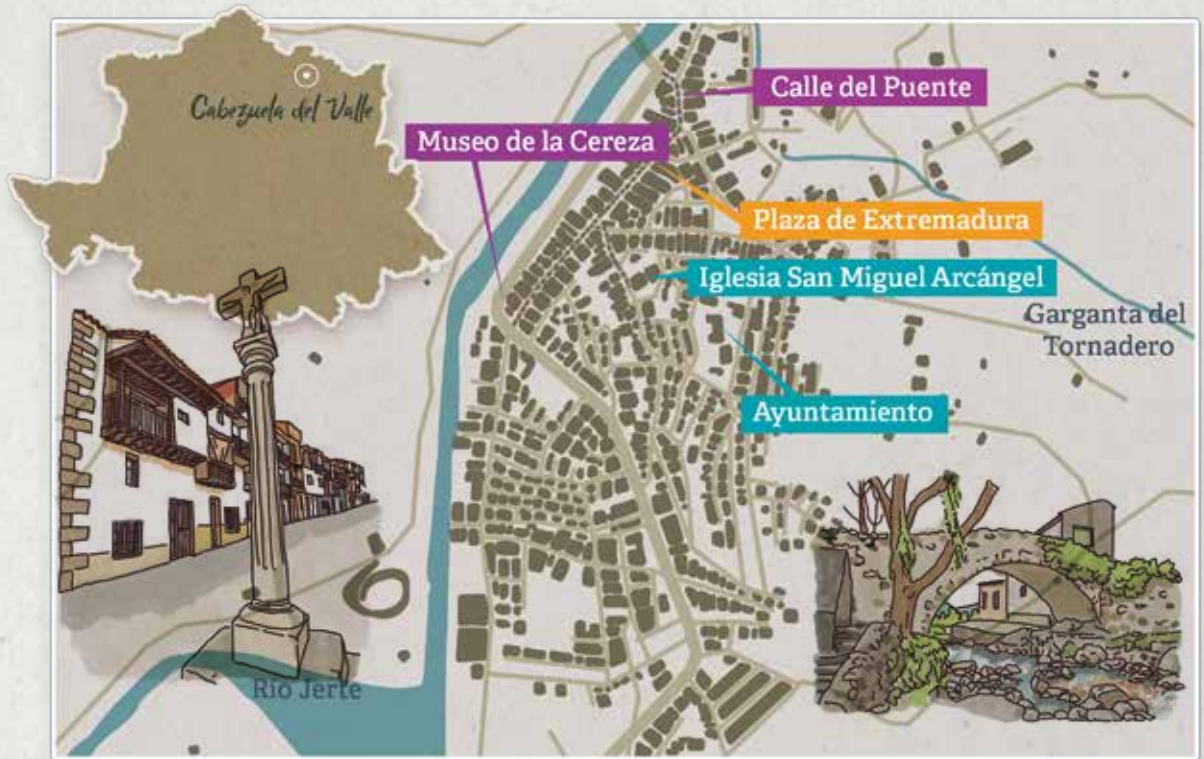 Cabezuela del Valle
Calle del Puente
Museo de la Cereza
Plaza de Extremadura
Iglesia San Miguel Arcángel
Garganta del
Tornadero
Ayuntamiento
Río Jerte